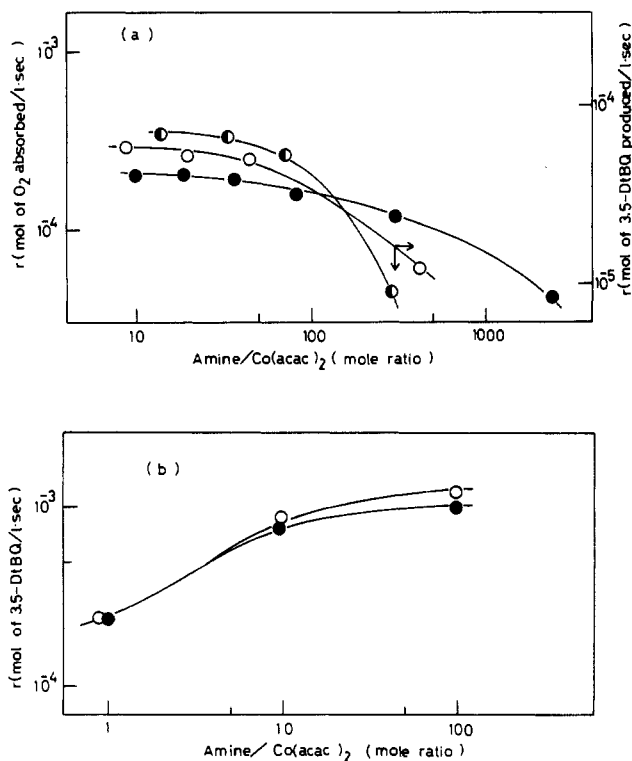 (a)
r(mol of O2 absorbed/l·sec)
10^-3
10^-4
10^-4
10^-5
r(mol of 3.5-DtBQ produced/l·sec)
10 100 1000
Amine/Co(acac)2 (mole ratio)
(b)
r(mol of 3.5-DtBQ/l·sec)
10^-3
10^-4
1 10 100
Amine/Co(acac)2 (mole ratio)